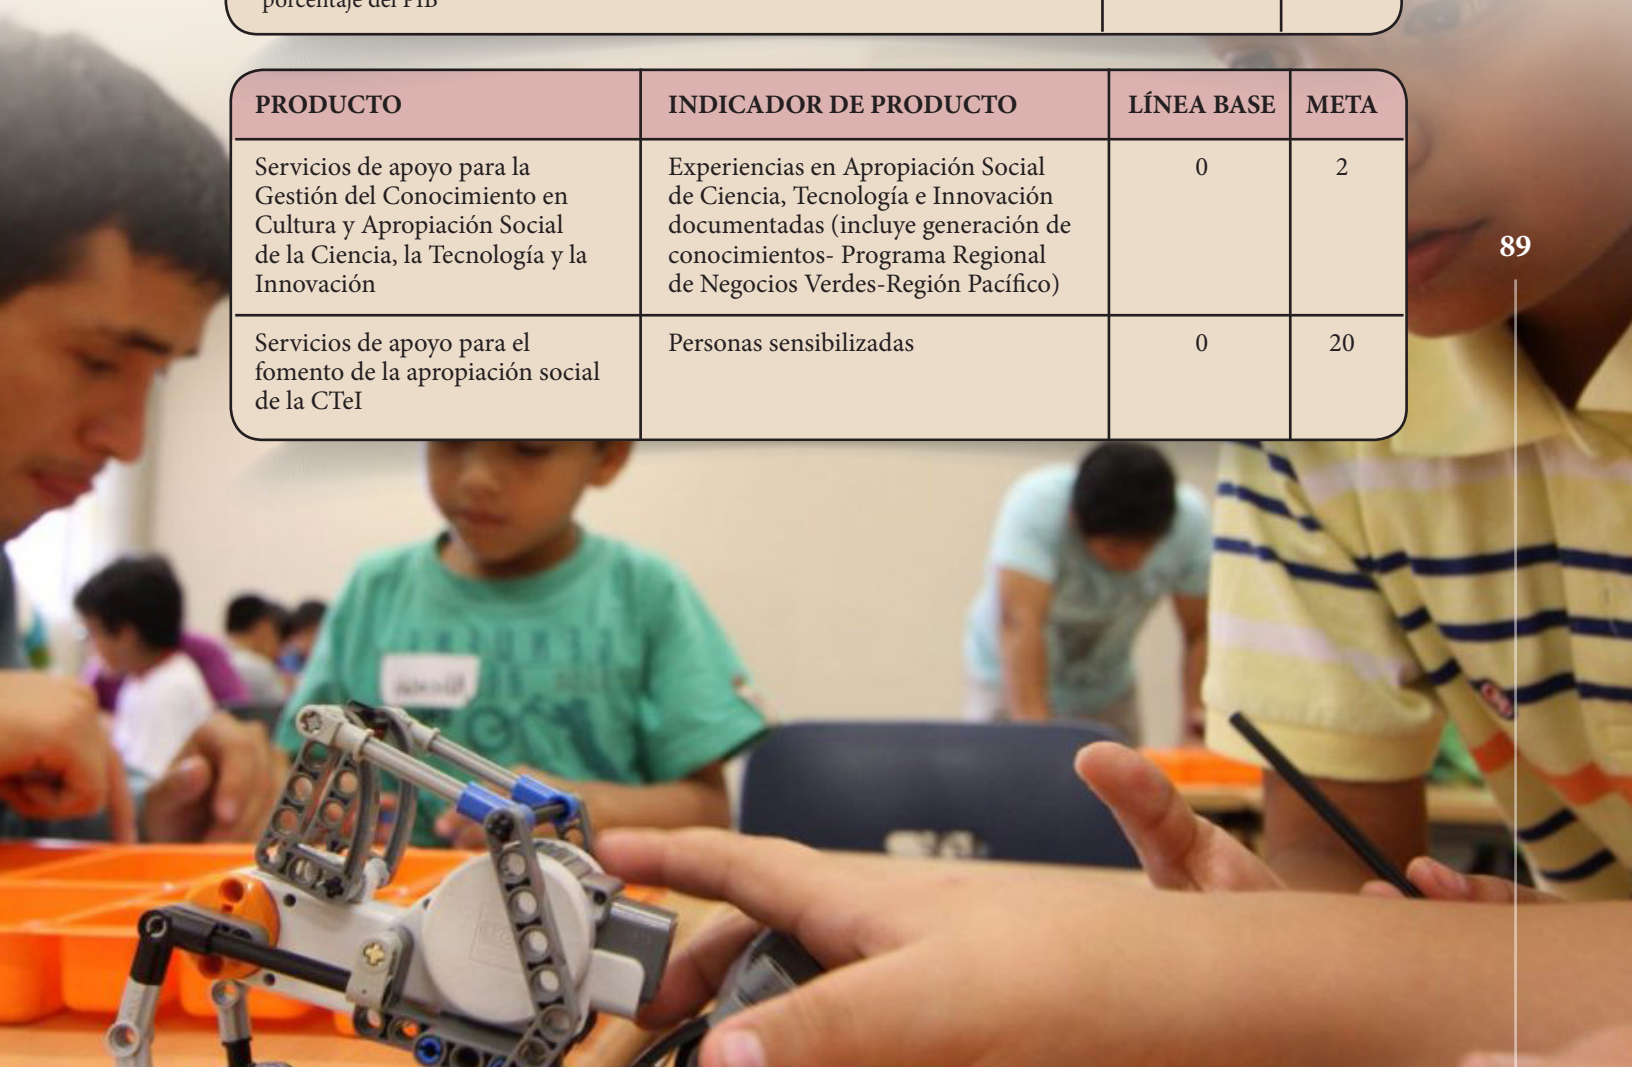 porcentaje del PIB
PRODUCTO
INDICADOR DE PRODUCTO
LÍNEA BASE
META
Servicios de apoyo para la
Gestión del Conocimiento en
Cultura y Apropiación Social
de la Ciencia, la Tecnología y la
Innovación
Experiencias en Apropiación Social
de Ciencia, Tecnología e Innovación
documentadas (incluye generación de
conocimientos- Programa Regional
de Negocios Verdes-Región Pacífico)
0
2
Servicios de apoyo para el
fomento de la apropiación social
de la CTeI
Personas sensibilizadas
0
20
89